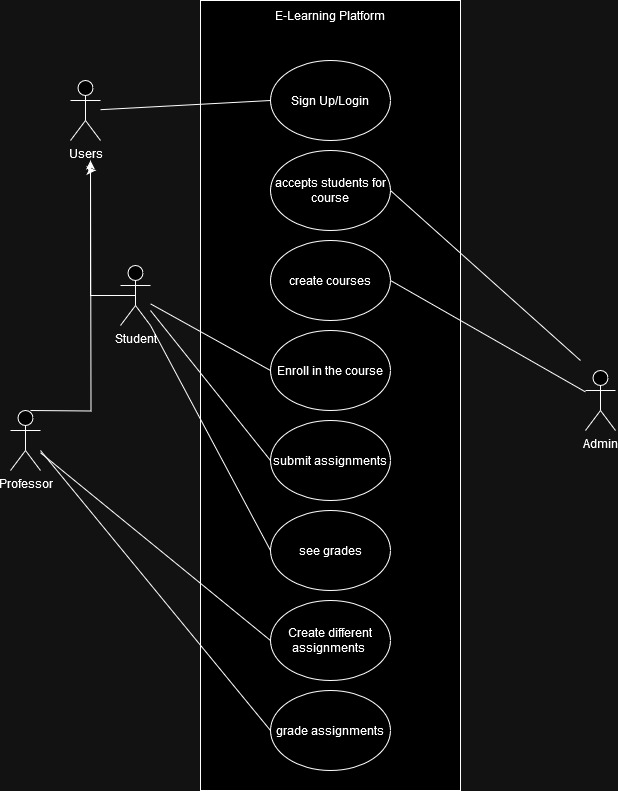 E-Learning Platform
Sign Up/Login
Users
accepts students for
course
create courses
Student
Enroll in the course
Admin
submit assignments
Professor
see grades
Create different
assignments
grade assignments